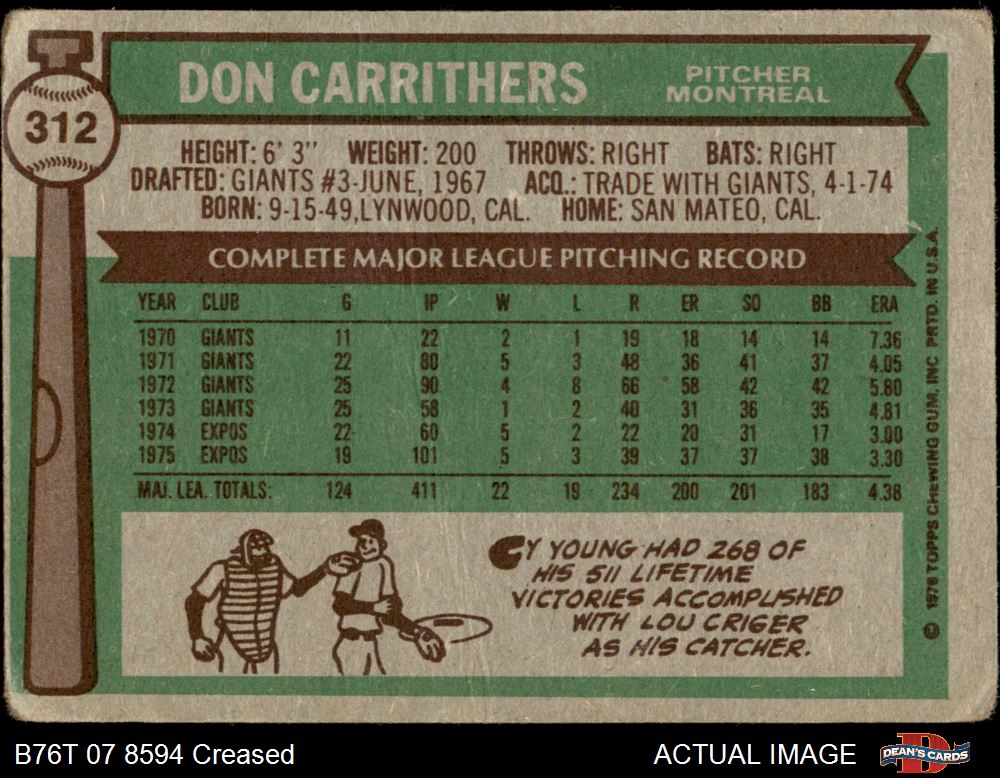 312
DON CARRITHERS
PITCHER
MONTREAL
HEIGHT: 6' 3" WEIGHT: 200 THROWS: RIGHT BATS: RIGHT
DRAFTED: GIANTS #3-JUNE, 1967 ACQ.: TRADE WITH GIANTS, 4-1-74
BORN: 9-15-49, LYNWOOD, CAL. HOME: SAN MATEO, CAL.
COMPLETE MAJOR LEAGUE PITCHING RECORD
YEAR CLUB G IP W L R ER SO BB ERA
1970 GIANTS 11 22 2 1 19 18 14 14 7.36
1971 GIANTS 22 80 5 3 48 36 41 37 4.05
1972 GIANTS 25 90 4 8 66 58 42 42 5.80
1973 GIANTS 25 58 1 2 40 31 36 35 4.81
1974 EXPOS 22 60 5 2 22 20 31 17 3.00
1975 EXPOS 19 101 5 3 39 37 37 38 3.30
MAJ. LEA. TOTALS: 124 411 22 19 234 200 201 183 4.38
CY YOUNG HAD 268 OF
HIS 511 LIFETIME
VICTORIES ACCOMPLISHED
WITH LOU CRIGER
AS HIS CATCHER.
© 1976 TOPPS CHEWING GUM, INC PRTD. IN U.S.A.
B76T 07 8594 Creased
ACTUAL IMAGE
D
DEAN'S CARDS